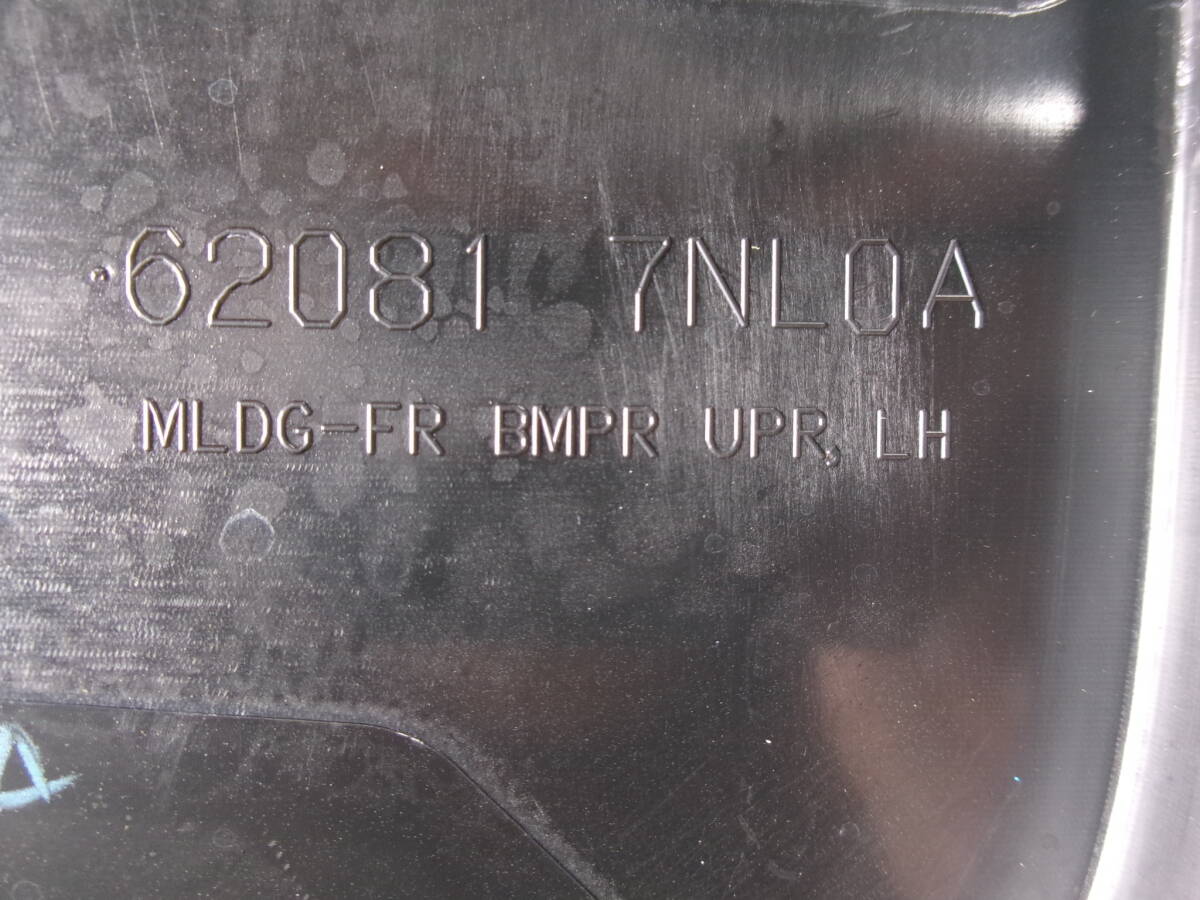 62081 7NL0A
MLDG-FR BMPR UPR, LH